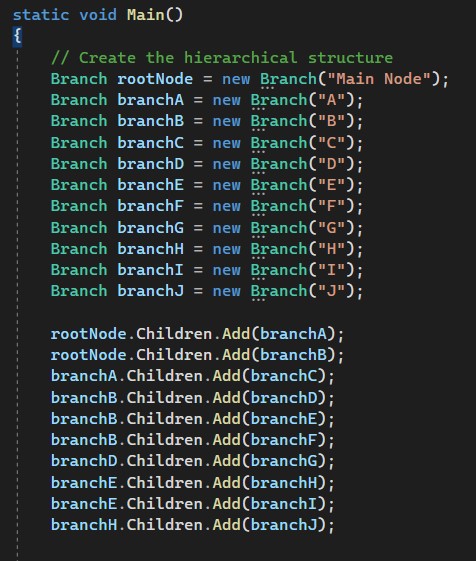 static void Main()
{
// Create the hierarchical structure
Branch rootNode = new Branch("Main Node");
Branch branchA = new Branch("A");
Branch branchB = new Branch("B");
Branch branchC = new Branch("C");
Branch branchD = new Branch("D");
Branch branchE = new Branch("E");
Branch branchF = new Branch("F");
Branch branchG = new Branch("G");
Branch branchH = new Branch("H");
Branch branchI = new Branch("I");
Branch branchJ = new Branch("J");
rootNode.Children.Add(branchA);
rootNode.Children.Add(branchB);
branchA.Children.Add(branchC);
branchB.Children.Add(branchD);
branchB.Children.Add(branchE);
branchB.Children.Add(branchF);
branchD.Children.Add(branchG);
branchE.Children.Add(branchH);
branchE.Children.Add(branchI);
branchH.Children.Add(branchJ);